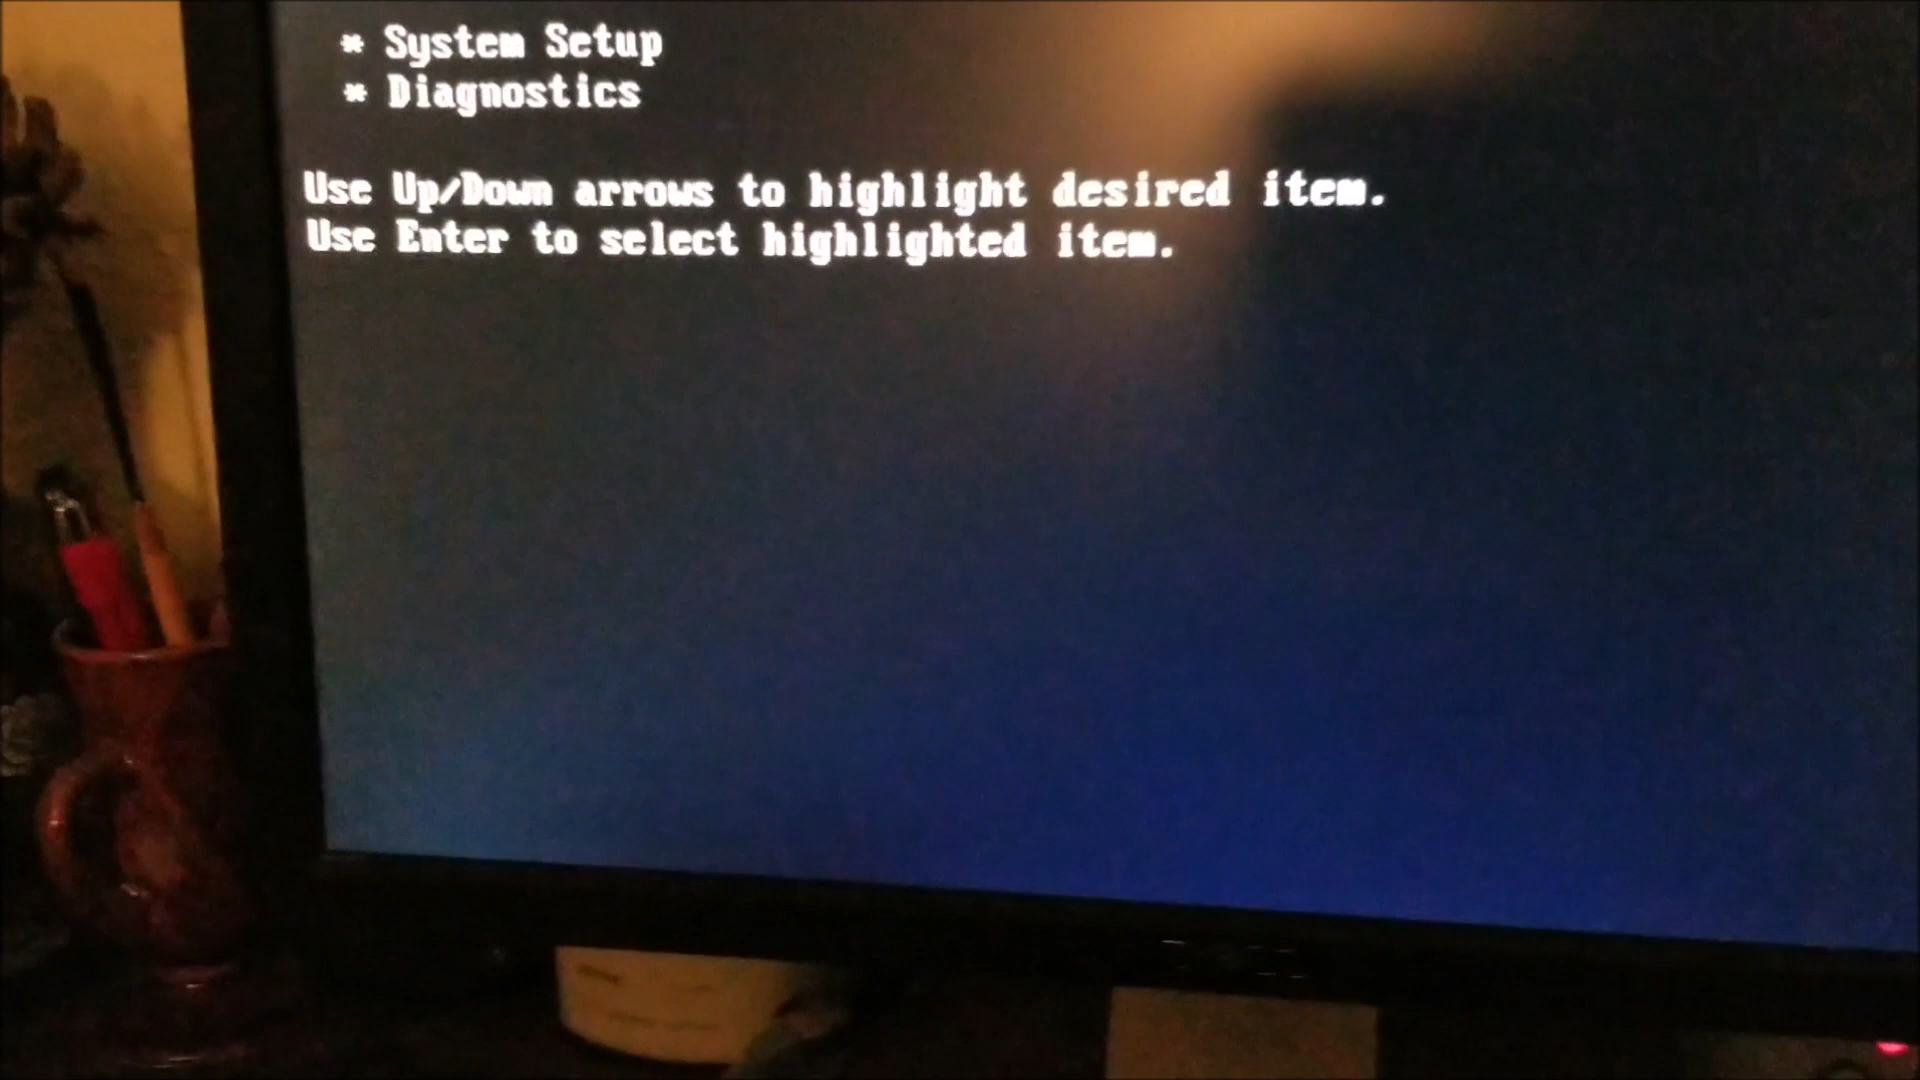 * System Setup
* Diagnostics
Use Up/Down arrows to highlight desired item.
Use Enter to select highlighted item.